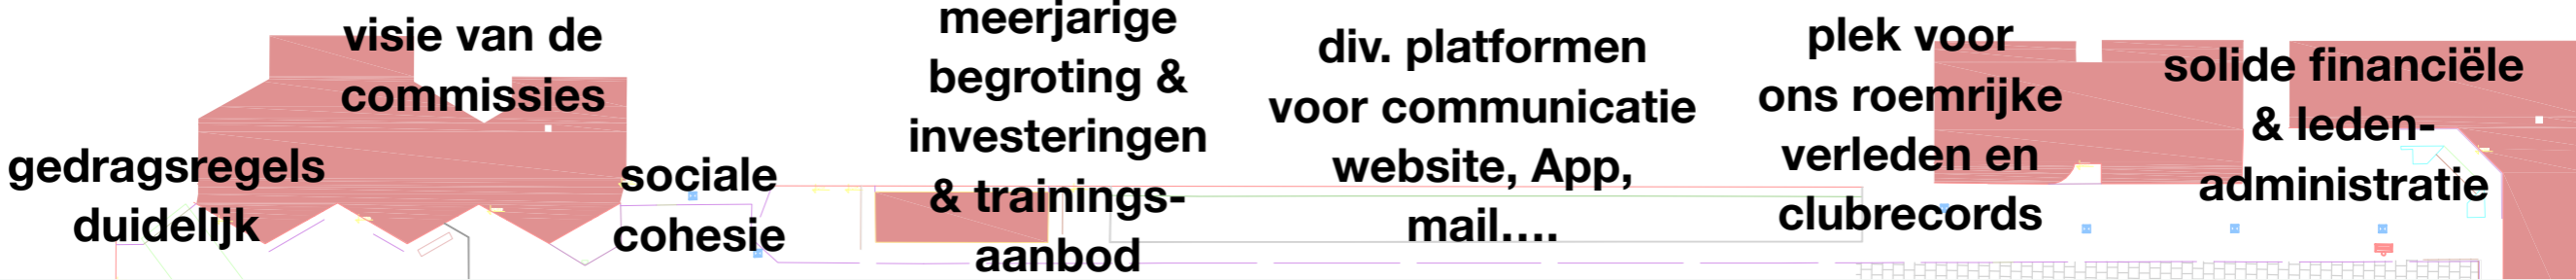 gedragsregels
duidelijk
visie van de
commissies
sociale
cohesie
meerjarige
begroting &
investeringen
& trainings-
aanbod
div. platformen
voor communicatie
website, App,
mail....
plek voor
ons roemrijke
verleden en
clubrecords
solide financiële
& leden-
administratie